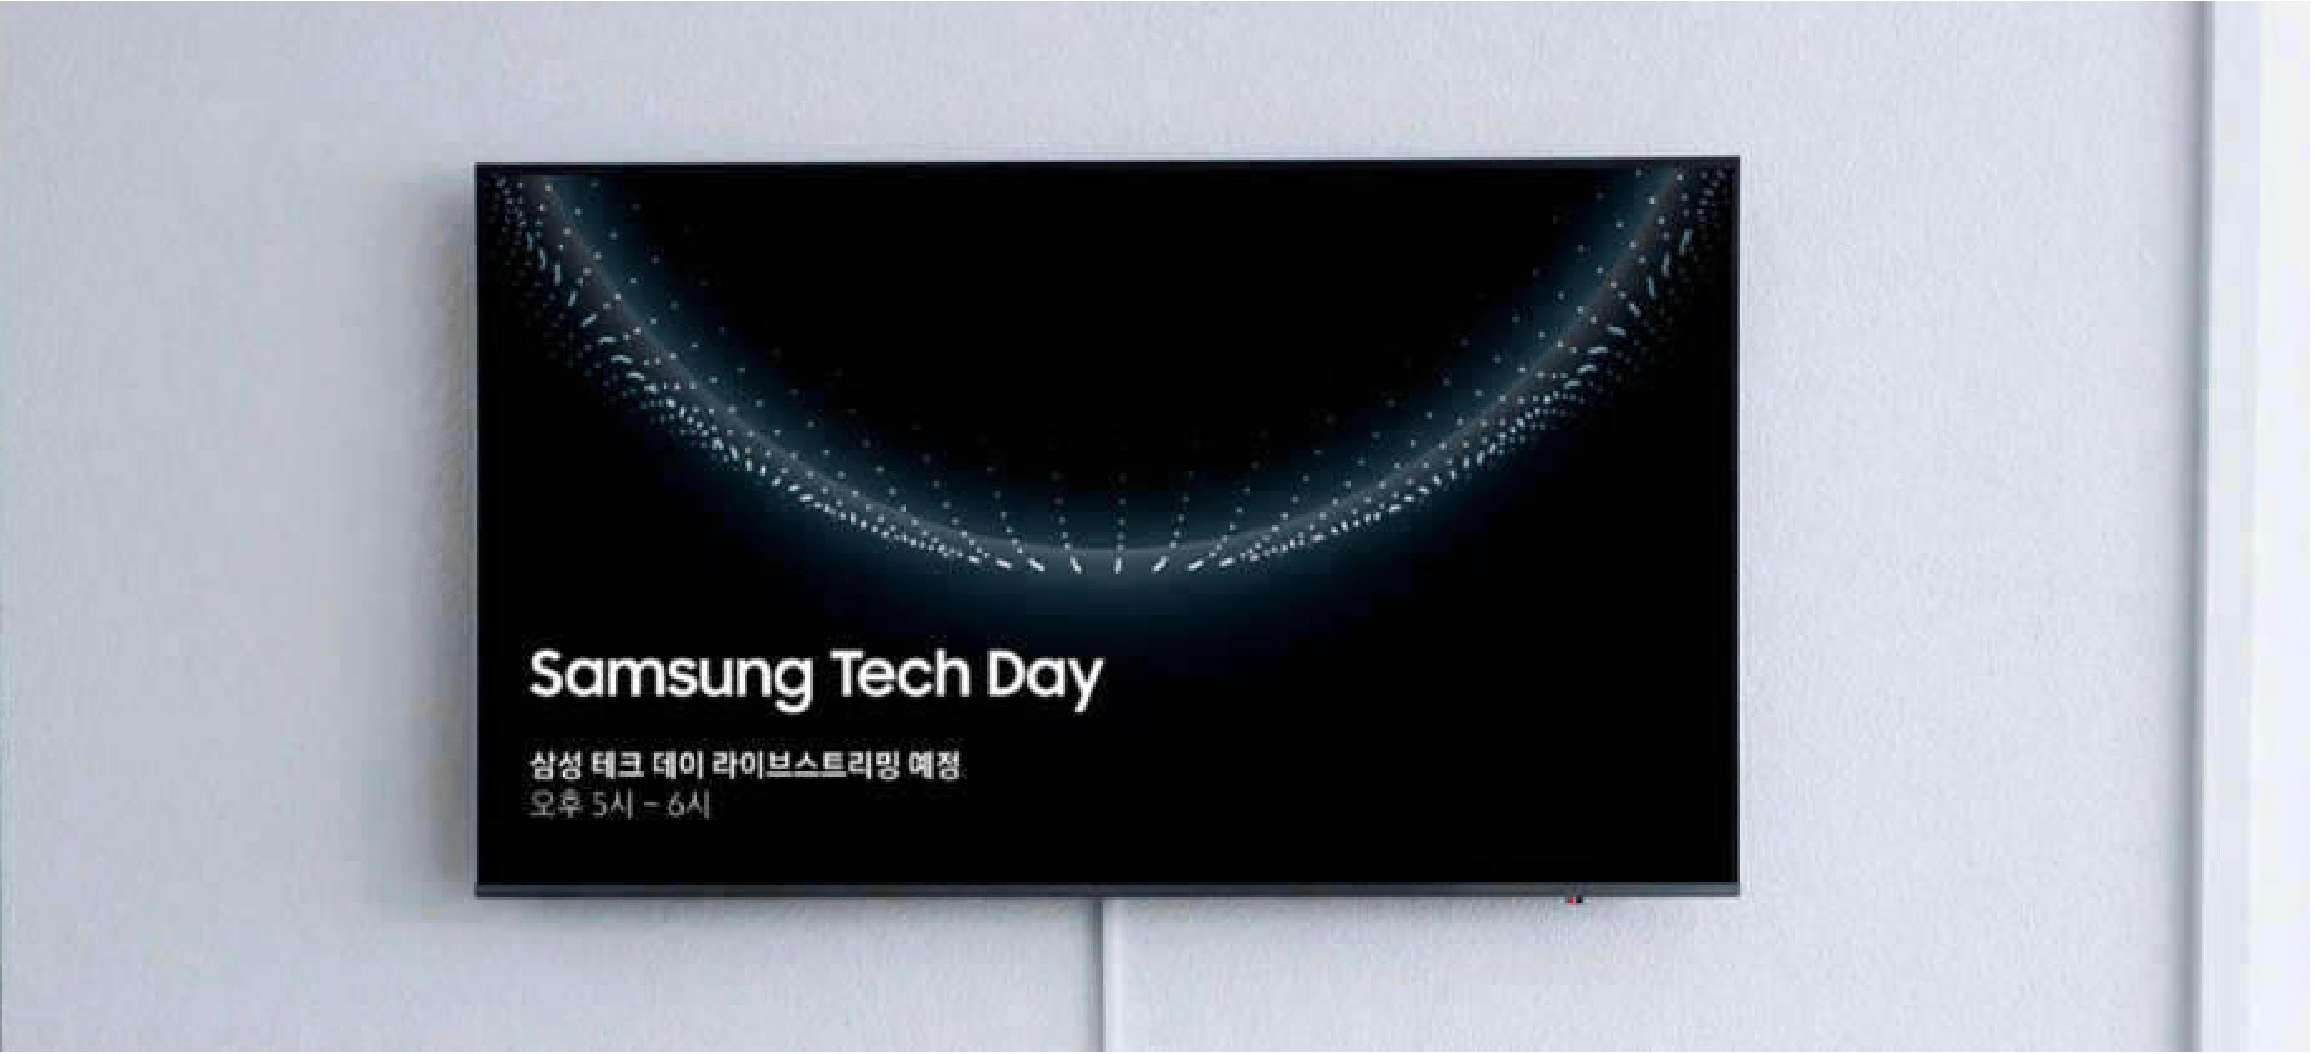 Samsung Tech Day
삼성 테크 데이 라이브스트리밍 예정
오후 5시 – 6시